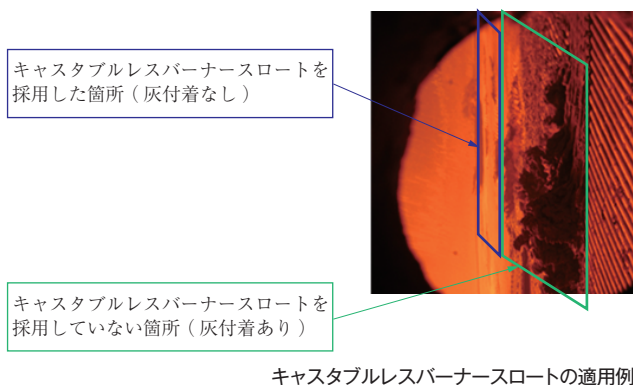 キャスタブルレスバーナースロートを
採用した箇所 ( 灰付着なし )
キャスタブルレスバーナースロートを
採用していない箇所 ( 灰付着あり )
キャスタブルレスバーナースロートの適用例